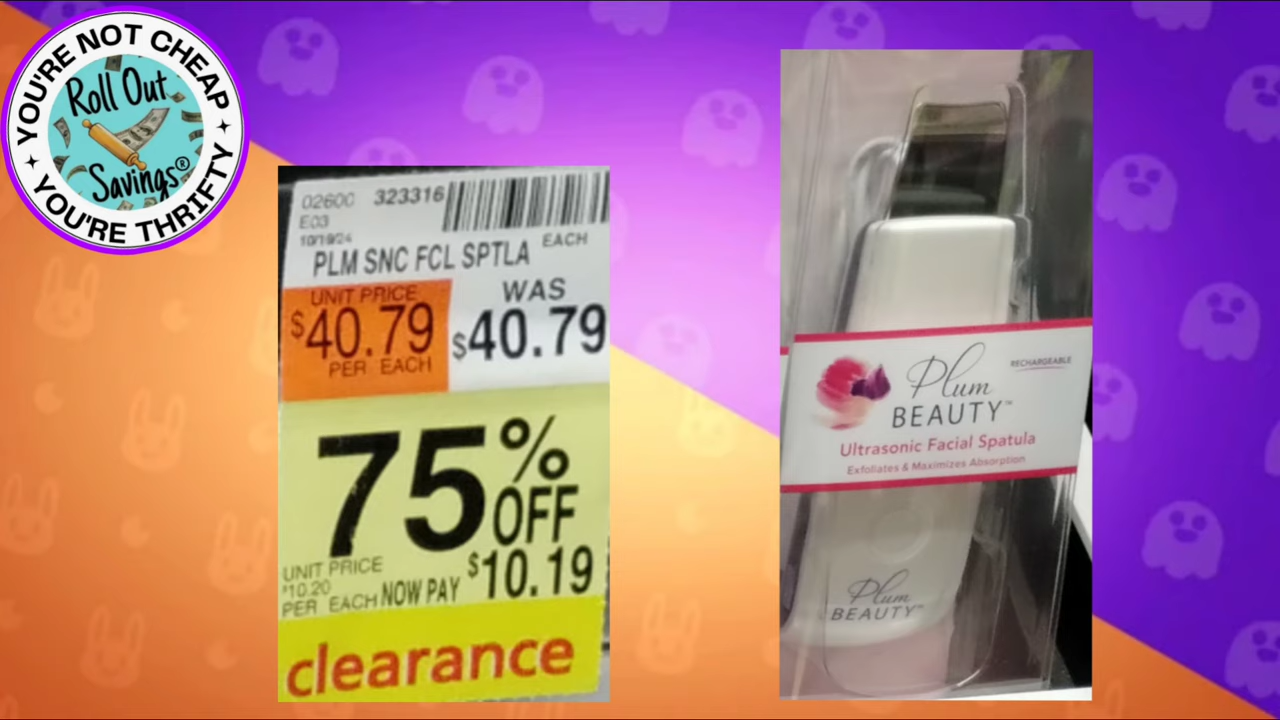 YOU'RE NOT CHEAP
Roll Out
Savings®
YOU'RE THRIFTY
02600 323316
E03
10/19/24
EACH
PLM SNC FCL SPTLA
UNIT PRICE
$40.79
PER EACH
WAS
$40.79
75% OFF
UNIT PRICE
$10.20
PER EACH
NOW PAY $10.19
clearance
Plum
BEAUTY™
RECHARGEABLE
Ultrasonic Facial Spatula
Exfoliates & Maximizes Absorption
Plum
BEAUTY™